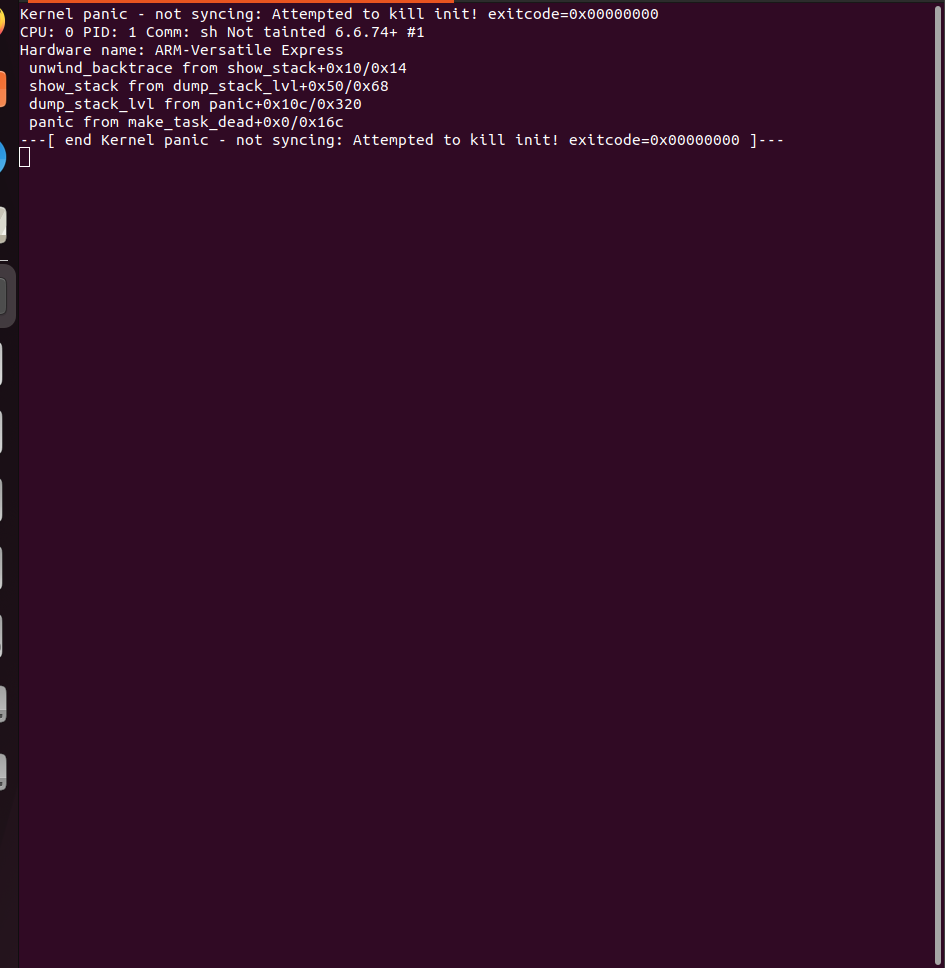 Kernel panic - not syncing: Attempted to kill init! exitcode=0x00000000
CPU: 0 PID: 1 Comm: sh Not tainted 6.6.74+ #1
Hardware name: ARM-Versatile Express
 unwind_backtrace from show_stack+0x10/0x14
 show_stack from dump_stack_lvl+0x50/0x68
 dump_stack_lvl from panic+0x10c/0x320
 panic from make_task_dead+0x0/0x16c
---[ end Kernel panic - not syncing: Attempted to kill init! exitcode=0x00000000 ]---